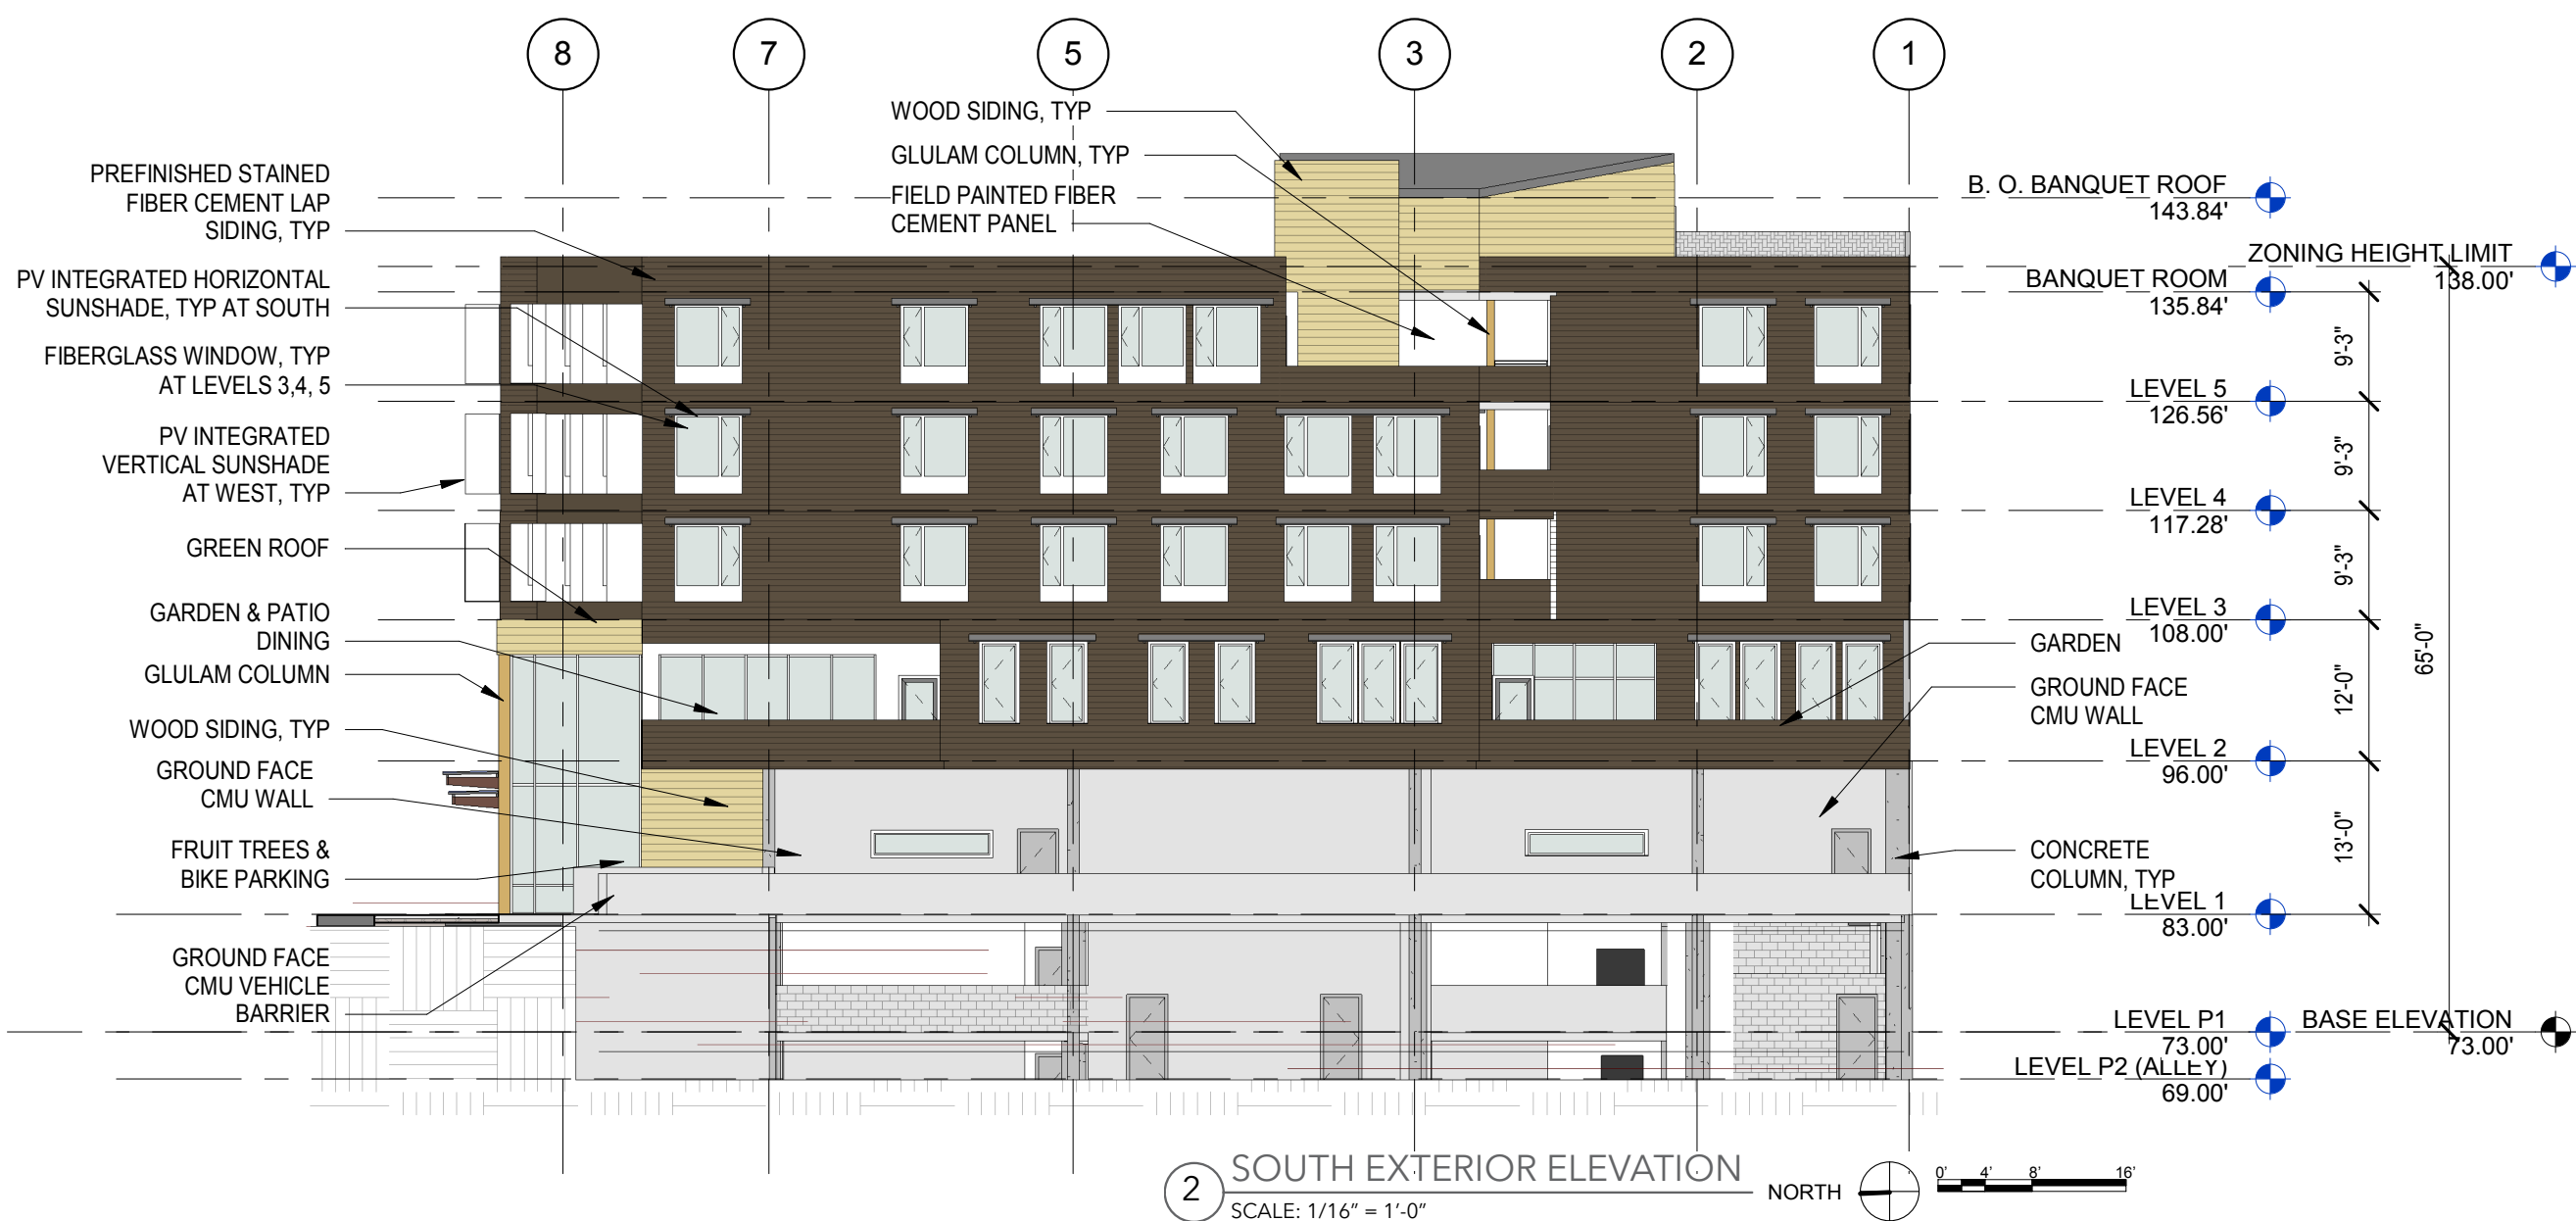 8
7
5
3
2
1
WOOD SIDING, TYP
GLULAM COLUMN, TYP
FIELD PAINTED FIBER
CEMENT PANEL
PREFINISHED STAINED
FIBER CEMENT LAP
SIDING, TYP
PV INTEGRATED HORIZONTAL
SUNSHADE, TYP AT SOUTH
FIBERGLASS WINDOW, TYP
AT LEVELS 3,4, 5
PV INTEGRATED
VERTICAL SUNSHADE
AT WEST, TYP
GREEN ROOF
GARDEN & PATIO
DINING
GLULAM COLUMN
WOOD SIDING, TYP
GROUND FACE
CMU WALL
FRUIT TREES &
BIKE PARKING
GROUND FACE
CMU VEHICLE
BARRIER
B. O. BANQUET ROOF
143.84'
ZONING HEIGHT LIMIT
138.00'
BANQUET ROOM
135.84'
9'-3"
LEVEL 5
126.56'
9'-3"
LEVEL 4
117.28'
9'-3"
LEVEL 3
108.00'
GARDEN
65'-0"
GROUND FACE
CMU WALL
12'-0"
LEVEL 2
96.00'
13'-0"
CONCRETE
COLUMN, TYP
LEVEL 1
83.00'
LEVEL P1
73.00'
BASE ELEVATION
73.00'
LEVEL P2 (ALLEY)
69.00'
2
SOUTH EXTERIOR ELEVATION
SCALE: 1/16" = 1'-0"
NORTH
0' 4' 8' 16'